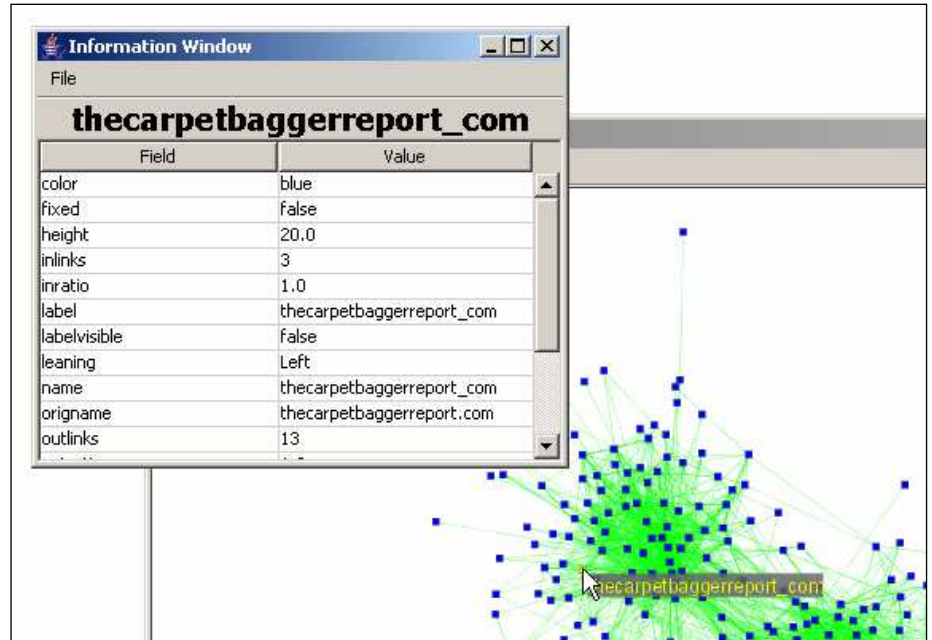 Information Window
File
thecarpetbaggerreport_com
Field Value
color blue
fixed false
height 20.0
inlinks 3
inratio 1.0
label thecarpetbaggerreport_com
labelvisible false
leaning Left
name thecarpetbaggerreport_com
origname thecarpetbaggerreport.com
outlinks 13
hecarpetbaggerreport_com